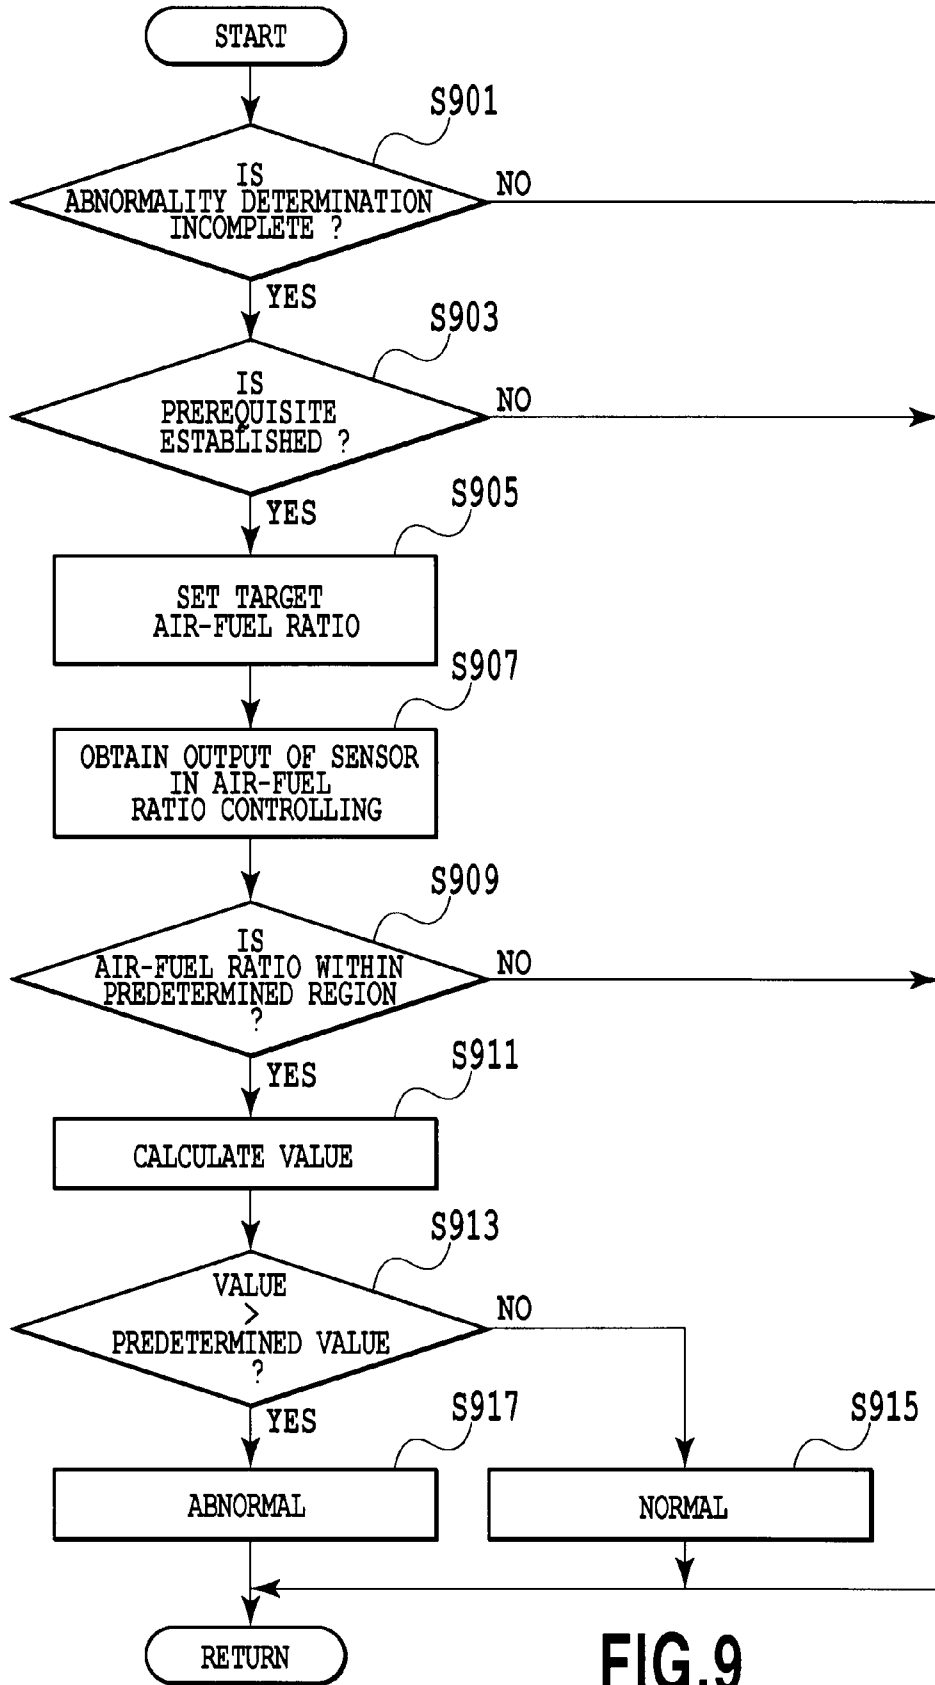 START
S901
IS
ABNORMALITY DETERMINATION
INCOMPLETE ?
NO
YES
S903
IS
PREREQUISITE
ESTABLISHED ?
NO
YES
S905
SET TARGET
AIR-FUEL RATIO
S907
OBTAIN OUTPUT OF SENSOR
IN AIR-FUEL
RATIO CONTROLLING
S909
IS
AIR-FUEL RATIO WITHIN
PREDETERMINED REGION
?
NO
YES
S911
CALCULATE VALUE
S913
VALUE
>
PREDETERMINED VALUE
?
NO
YES
S917
S915
ABNORMAL
NORMAL
RETURN
FIG.9